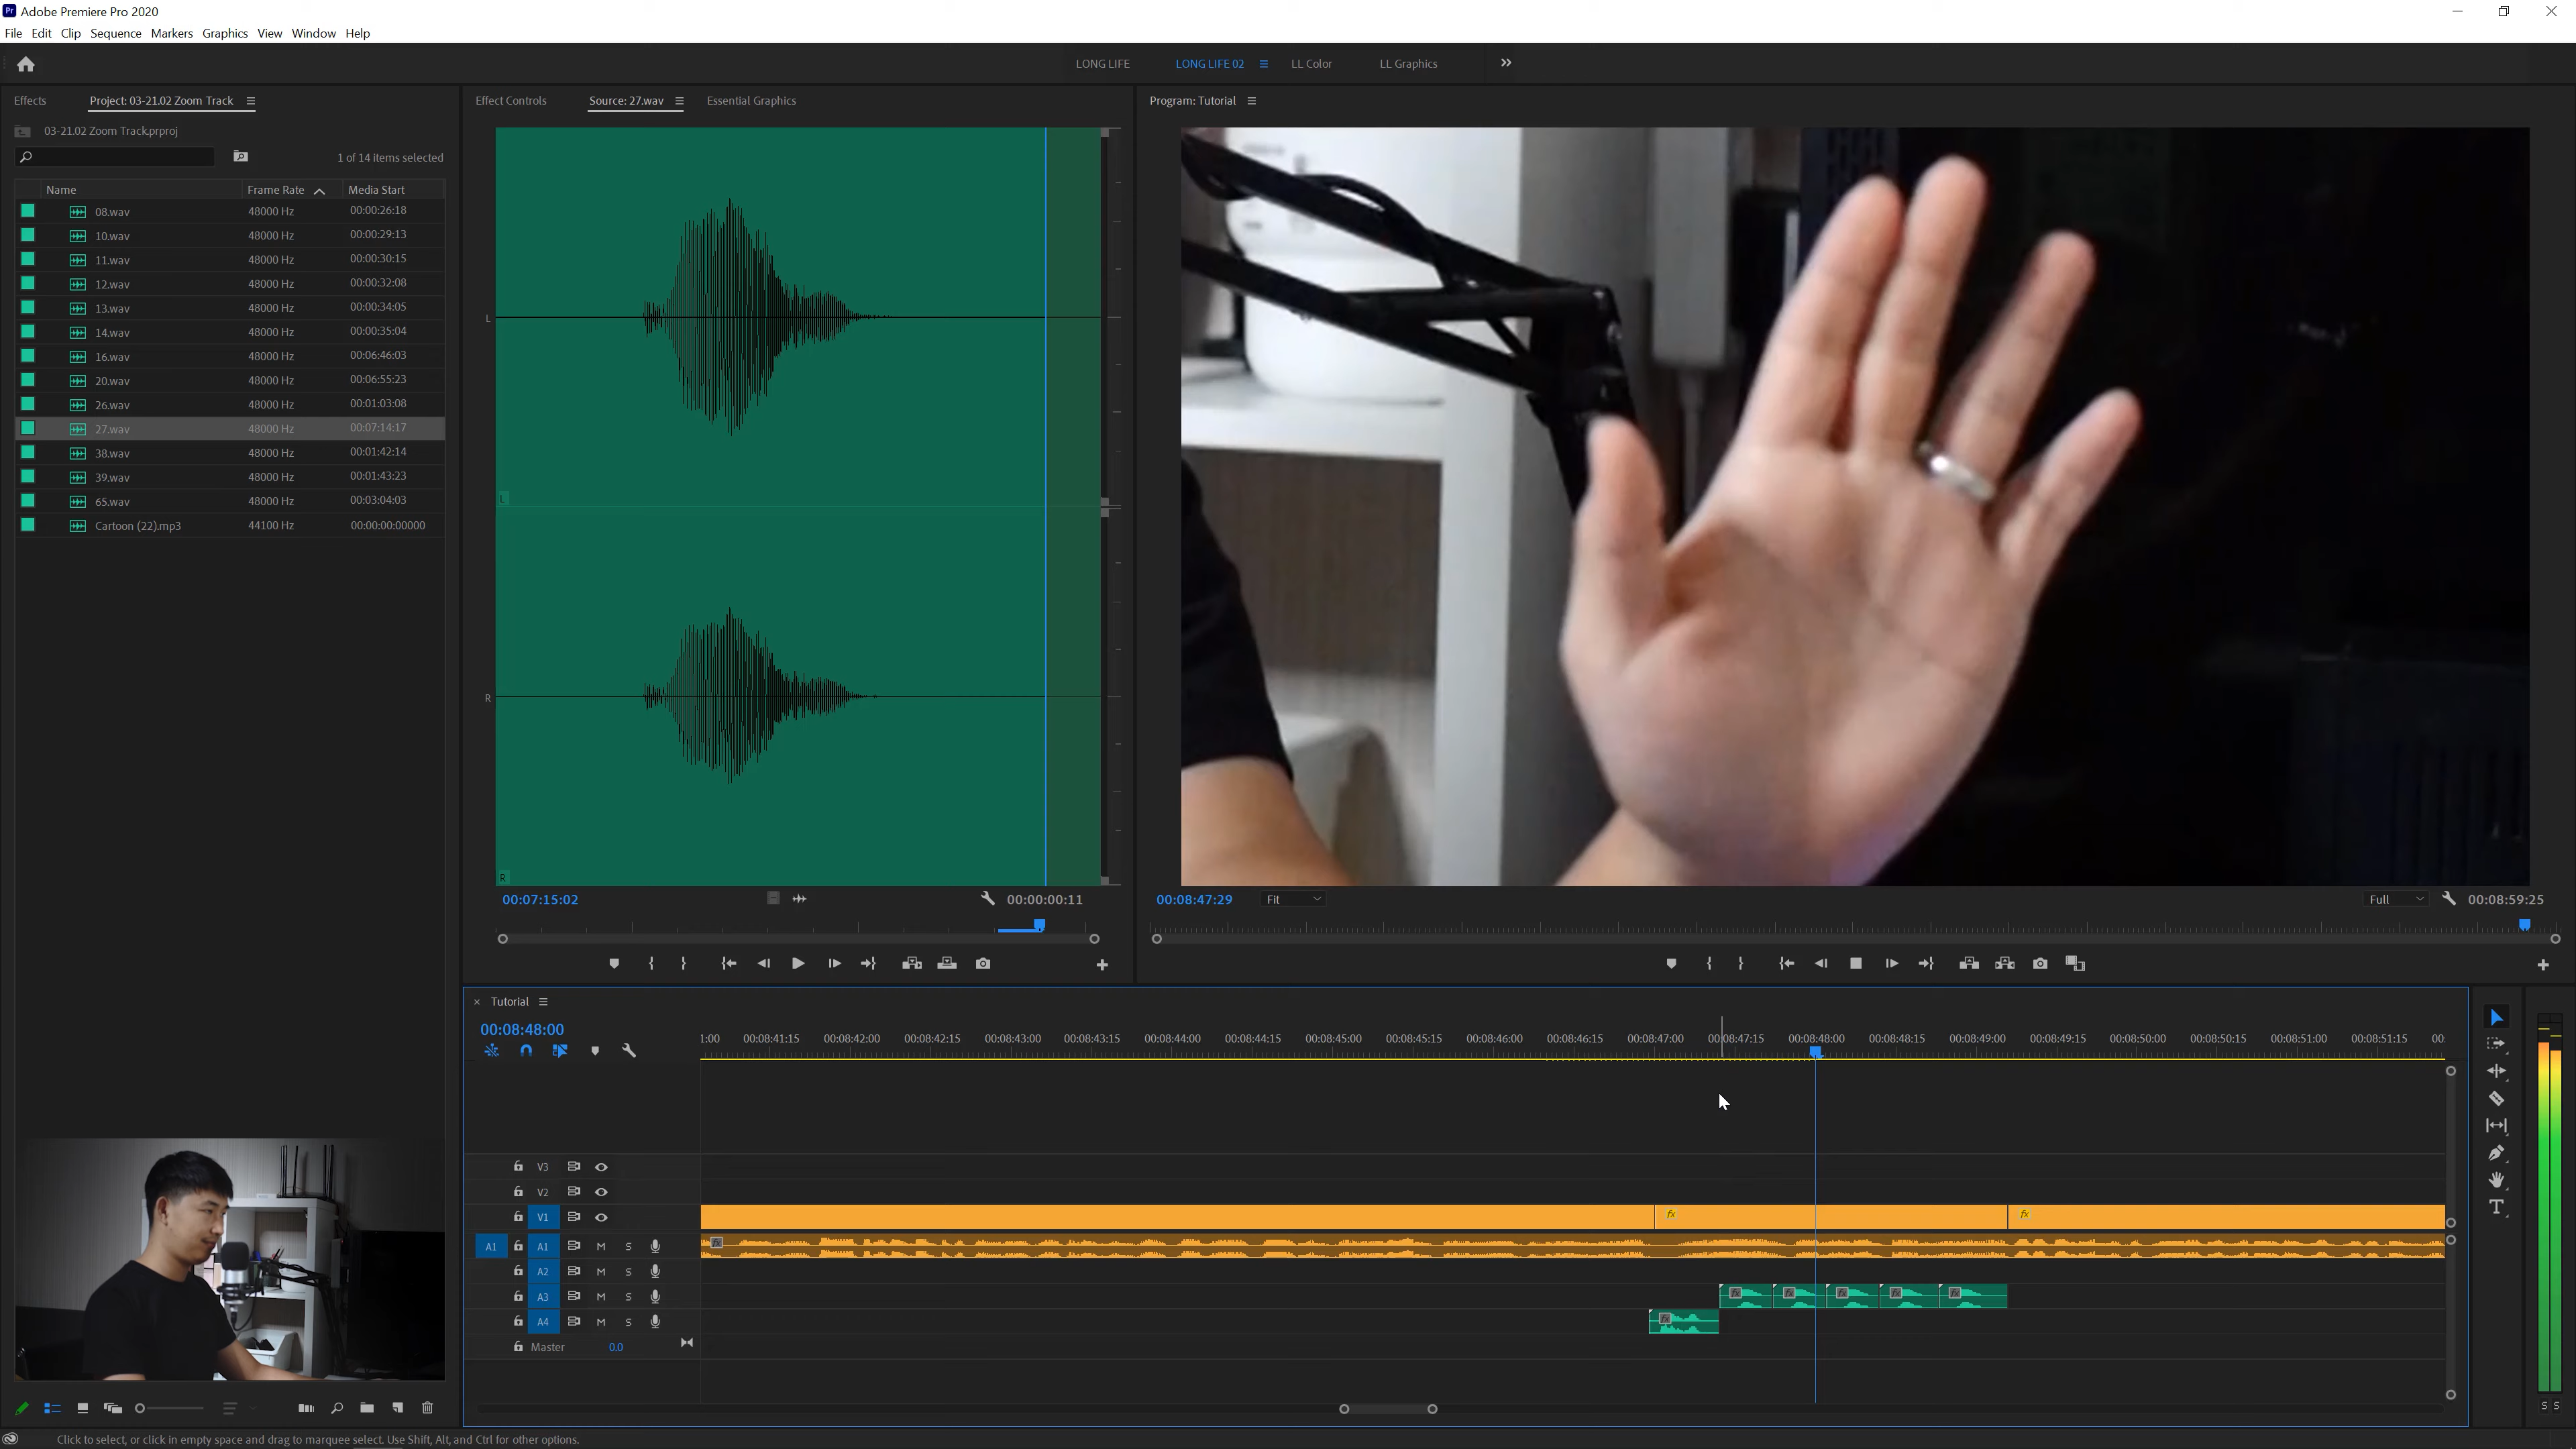 Pr Adobe Premiere Pro 2020
File Edit Clip Sequence Markers Graphics View Window Help
LONG LIFE LONG LIFE 02 LL Color LL Graphics
Effects Project: 03-21.02 Zoom Track
03-21.02 Zoom Track.prproj
1 of 14 items selected
Name Frame Rate Media Start
08.wav 48000 Hz 00:00:26:18
10.wav 48000 Hz 00:00:29:13
11.wav 48000 Hz 00:00:30:15
12.wav 48000 Hz 00:00:32:08
13.wav 48000 Hz 00:00:34:05
14.wav 48000 Hz 00:00:35:04
16.wav 48000 Hz 00:06:46:03
20.wav 48000 Hz 00:06:55:23
26.wav 48000 Hz 00:01:03:08
27.wav 48000 Hz 00:07:14:17
38.wav 48000 Hz 00:01:42:14
39.wav 48000 Hz 00:01:43:23
65.wav 48000 Hz 00:03:04:03
Cartoon (22).mp3 44100 Hz 00:00:00:00000
Effect Controls Source: 27.wav Essential Graphics
L
L
R
R
00:07:15:02 00:00:00:11
Program: Tutorial
00:08:47:29 Fit Full 00:08:59:25
× Tutorial
00:08:48:00
1:00 00:08:41:15 00:08:42:00 00:08:42:15 00:08:43:00 00:08:43:15 00:08:44:00 00:08:44:15 00:08:45:00 00:08:45:15 00:08:46:00 00:08:46:15 00:08:47:00 00:08:47:15 00:08:48:00 00:08:48:15 00:08:49:00 00:08:49:15 00:08:50:00 00:08:50:15 00:08:51:00 00:08:51:15 00:
V3
V2
V1 fx fx
A1 A1 M S fx
A2 M S
A3 M S fx fx fx fx fx
A4 M S fx
Master 0.0
S S
Click to select, or click in empty space and drag to marquee select. Use Shift, Alt, and Ctrl for other options.